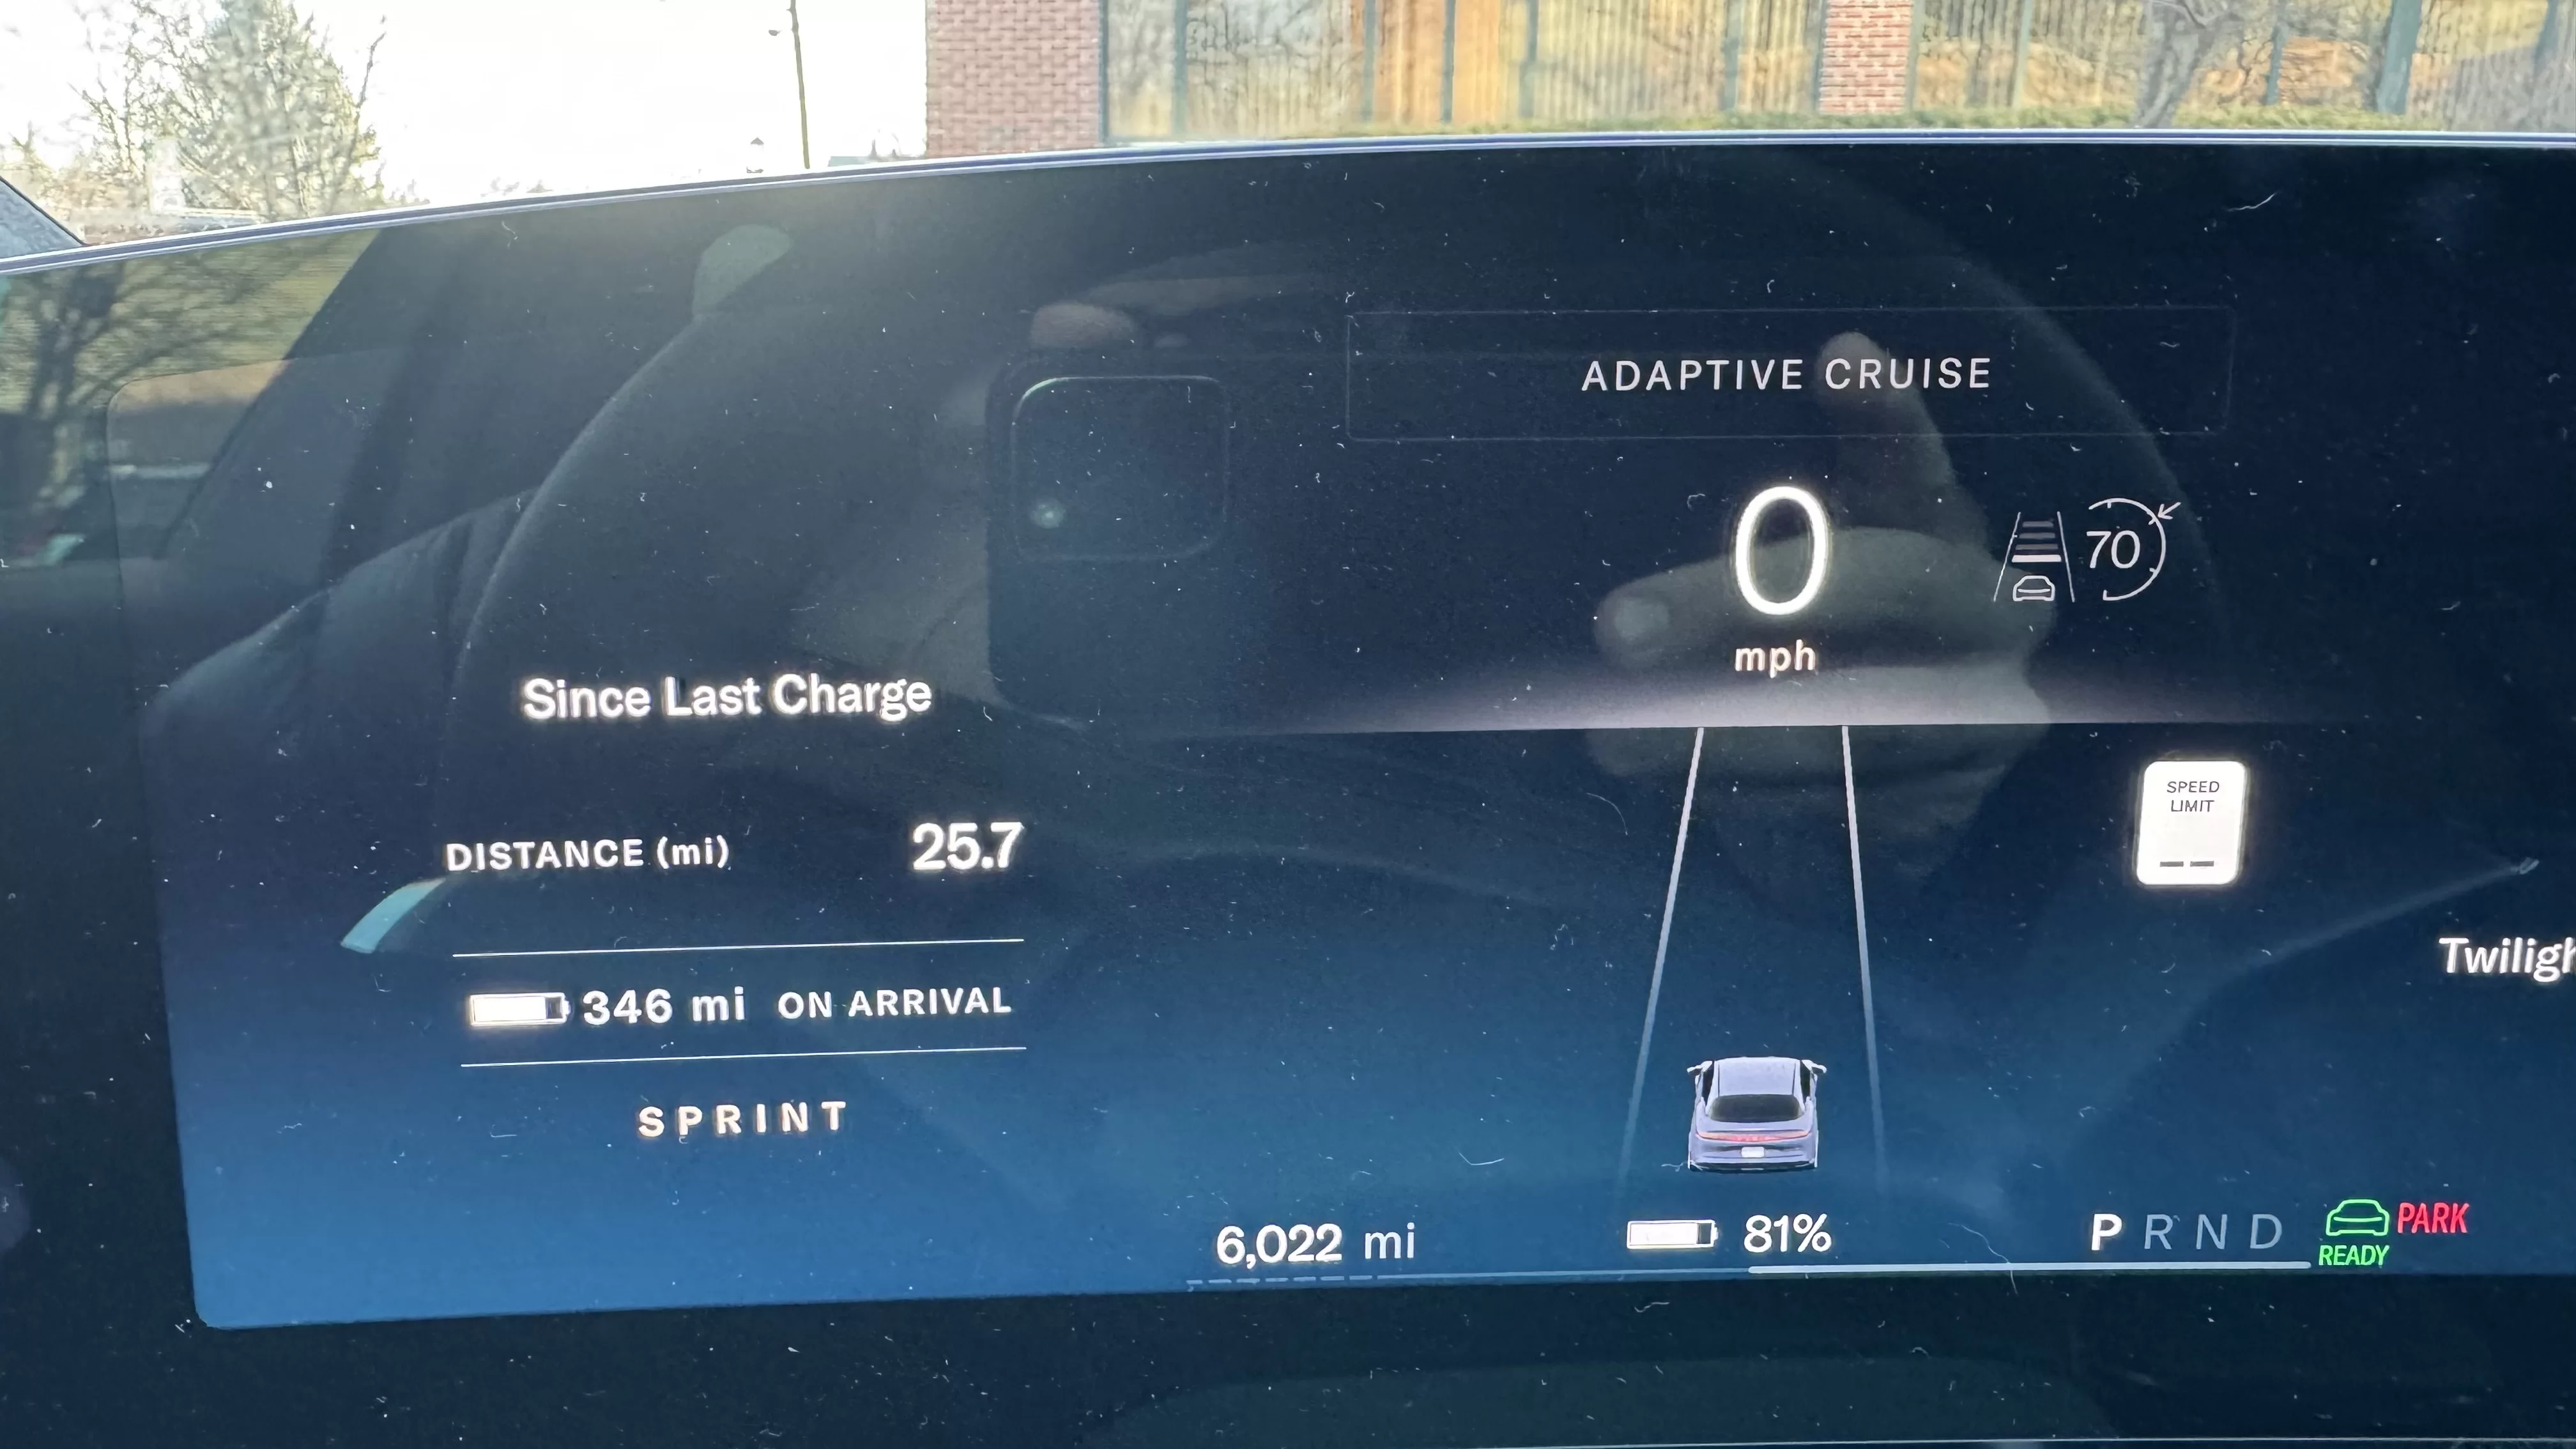 ADAPTIVE CRUISE
0
mph
70
Since Last Charge
DISTANCE (mi) 25.7
346 mi ON ARRIVAL
SPRINT
SPEED
LIMIT
-- 
6,022 mi
81%
P R N D
READY
PARK